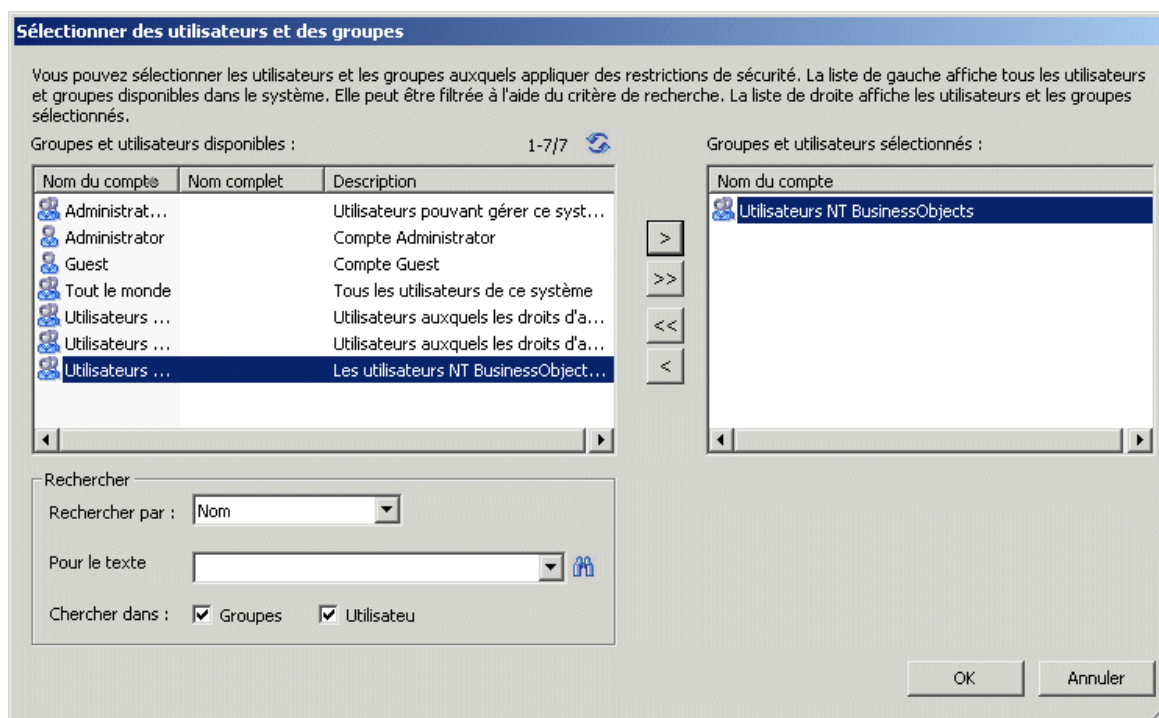 Sélectionner des utilisateurs et des groupes
Vous pouvez sélectionner les utilisateurs et les groupes auxquels appliquer des restrictions de sécurité. La liste de gauche affiche tous les utilisateurs
et groupes disponibles dans le système. Elle peut être filtrée à l'aide du critère de recherche. La liste de droite affiche les utilisateurs et les groupes
sélectionnés.
Groupes et utilisateurs disponibles : 1-7/7
Nom du compte Nom complet Description
Administrat... Utilisateurs pouvant gérer ce syst...
Administrator Compte Administrator
Guest Compte Guest
Tout le monde Tous les utilisateurs de ce système
Utilisateurs ... Utilisateurs auxquels les droits d'a...
Utilisateurs ... Utilisateurs auxquels les droits d'a...
Utilisateurs ... Les utilisateurs NT BusinessObject...
>
>>
<<
<
Groupes et utilisateurs sélectionnés :
Nom du compte
Utilisateurs NT BusinessObjects
Rechercher
Rechercher par : Nom
Pour le texte
Chercher dans : Groupes Utilisateu
OK Annuler